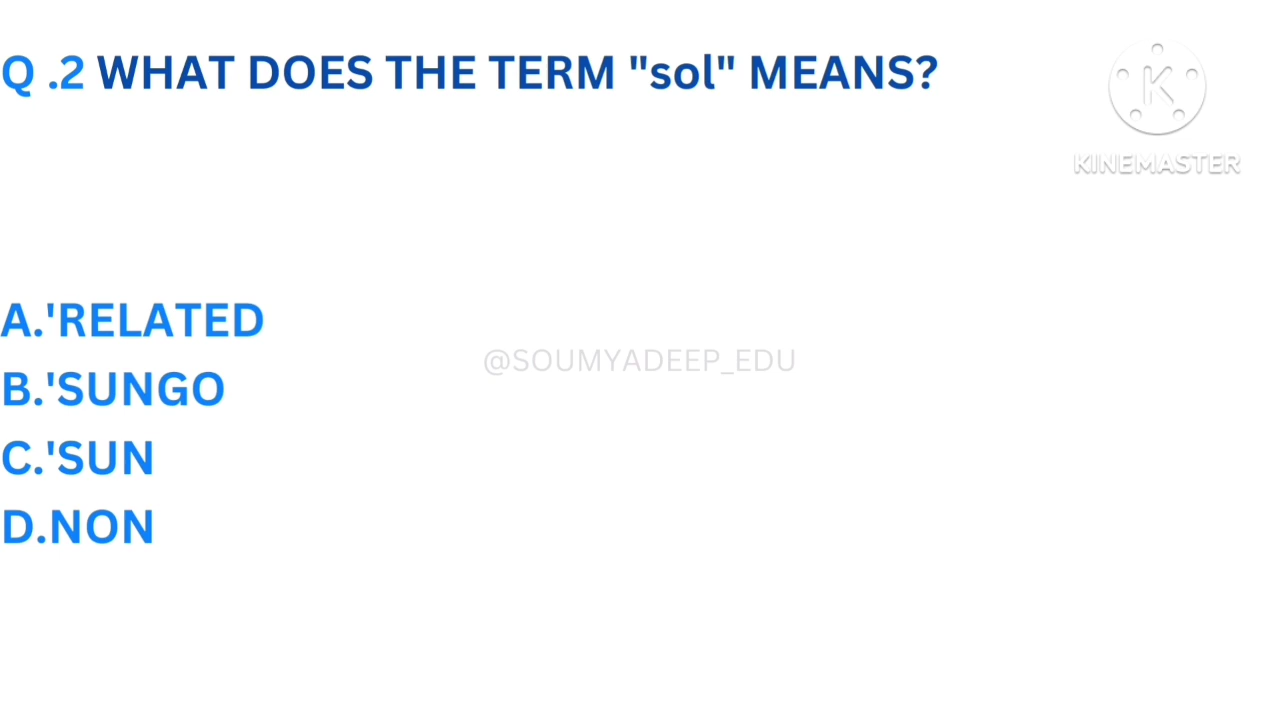 Q .2 WHAT DOES THE TERM "sol" MEANS?
KINEMASTER
A.'RELATED
@SOUMYADEEP_EDU
B.'SUNGO
C.'SUN
D.NON